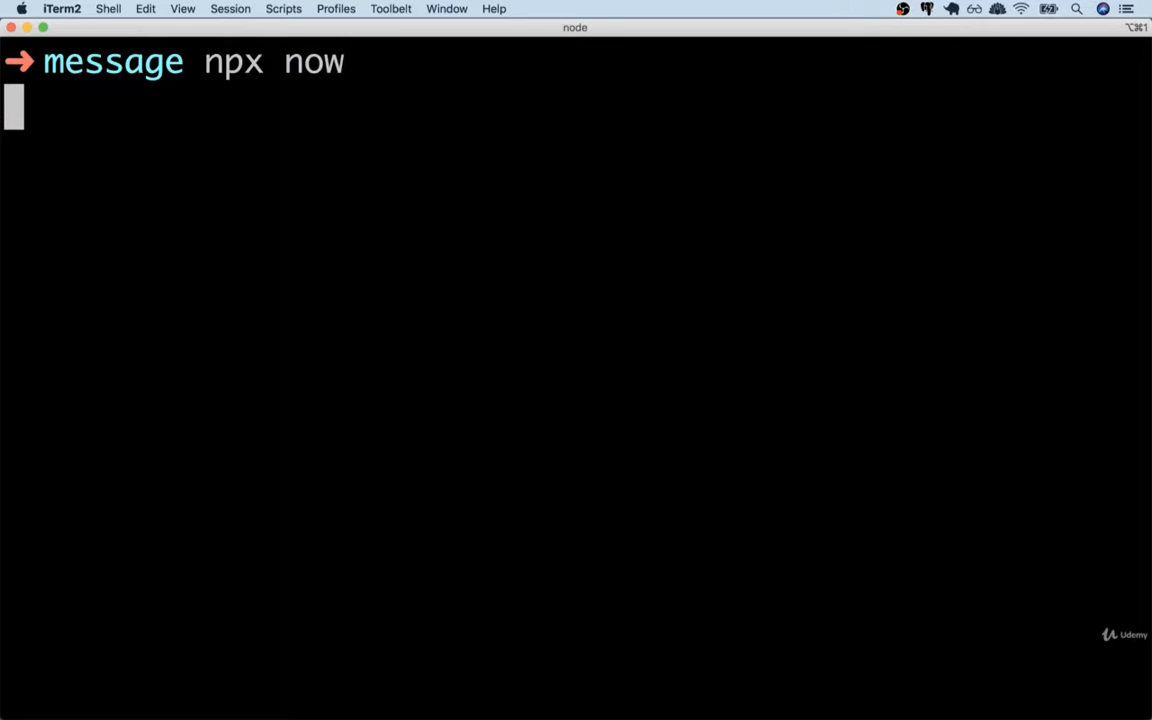 iTerm2 Shell Edit View Session Scripts Profiles Toolbelt Window Help
node ⌥⌘1
➜ message npx now
Udemy